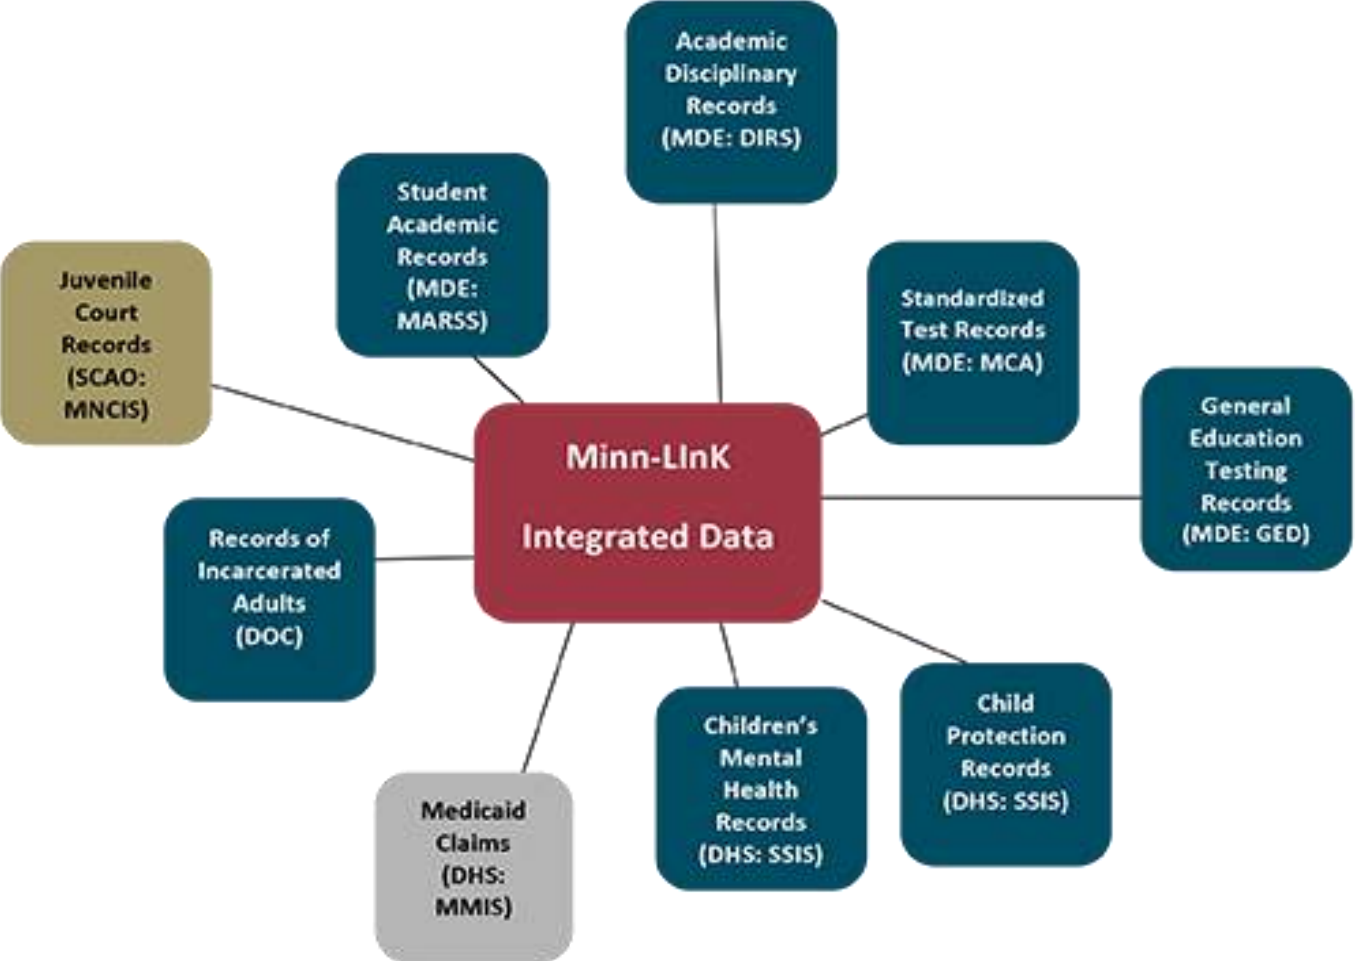 Academic
Disciplinary
Records
(MDE: DIRS)
Student
Academic
Records
(MDE:
MARSS)
Juvenile
Court
Records
(SCAO:
MNCIS)
Standardized
Test Records
(MDE: MCA)
General
Education
Testing
Records
(MDE: GED)
Minn-LInK
Integrated Data
Records of
Incarcerated
Adults
(DOC)
Child
Protection
Records
(DHS: SSIS)
Children's
Mental
Health
Records
(DHS: SSIS)
Medicaid
Claims
(DHS:
MMIS)